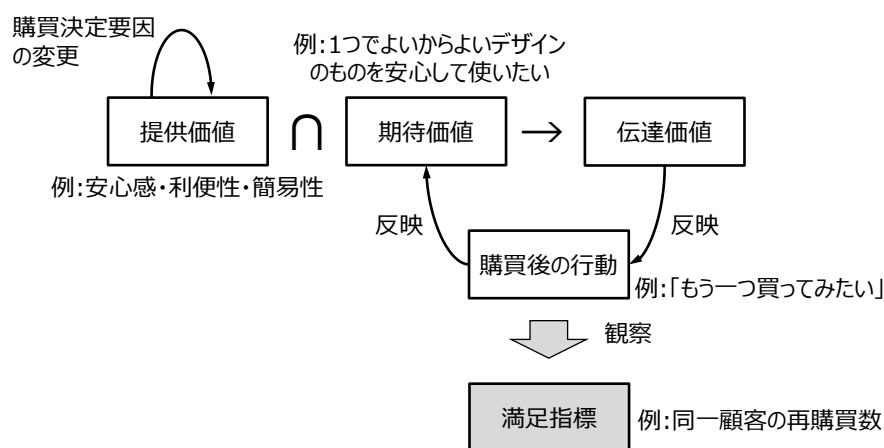 購買決定要因
の変更
例:1つでよいからよいデザイン
のものを安心して使いたい
提供価値
∩
期待価値
→
伝達価値
例:安心感・利便性・簡易性
反映
反映
購買後の行動
例:「もう一つ買ってみたい」
観察
満足指標
例:同一顧客の再購買数